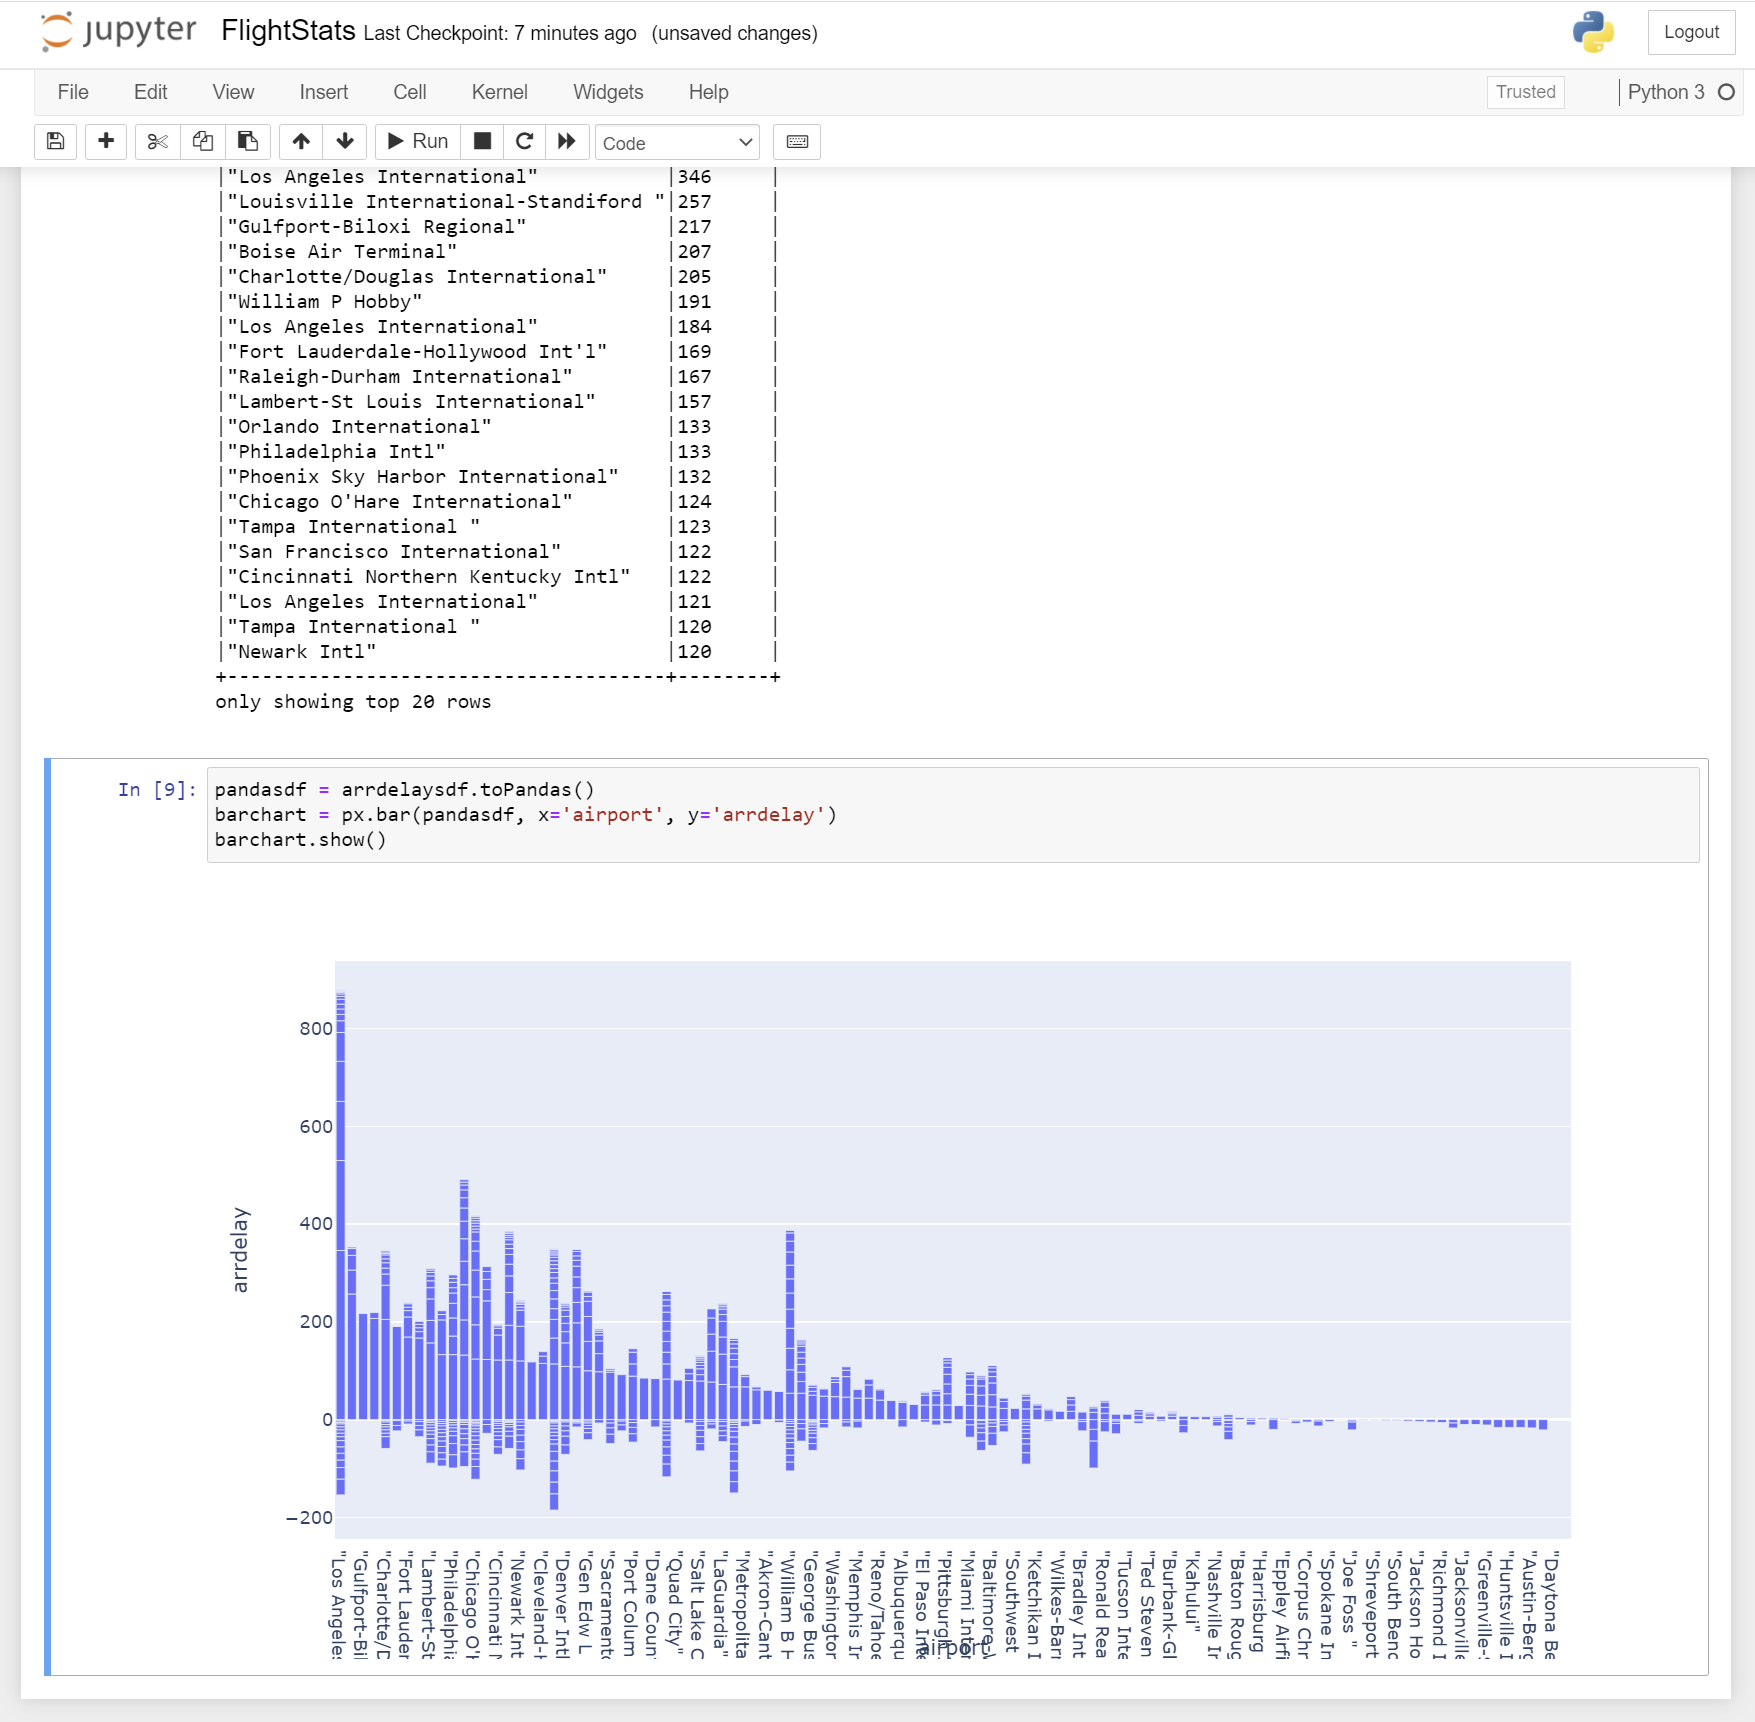 jupyter FlightStats Last Checkpoint: 7 minutes ago (unsaved changes) Logout
File Edit View Insert Cell Kernel Widgets Help Trusted Python 3
Run Code
|"Los Angeles International" |346 |
|"Louisville International-Standiford "|257 |
|"Gulfport-Biloxi Regional" |217 |
|"Boise Air Terminal" |207 |
|"Charlotte/Douglas International" |205 |
|"William P Hobby" |191 |
|"Los Angeles International" |184 |
|"Fort Lauderdale-Hollywood Int'l" |169 |
|"Raleigh-Durham International" |167 |
|"Lambert-St Louis International" |157 |
|"Orlando International" |133 |
|"Philadelphia Intl" |133 |
|"Phoenix Sky Harbor International" |132 |
|"Chicago O'Hare International" |124 |
|"Tampa International " |123 |
|"San Francisco International" |122 |
|"Cincinnati Northern Kentucky Intl" |122 |
|"Los Angeles International" |121 |
|"Tampa International " |120 |
|"Newark Intl" |120 |
+--------------------------------------+--------+
only showing top 20 rows
In [9]:
pandasdf = arrdelaysdf.toPandas()
barchart = px.bar(pandasdf, x='airport', y='arrdelay')
barchart.show()
800
600
400
200
0
−200
arrdelay
"Los Angeles
"Gulfport-Bi
"Charlotte/D
"Fort Lauder
"Lambert-St
"Philadelphi
"Chicago O'
"Cincinnati
"Newark Int
"Cleveland-
"Denver Intl
"Gen Edw L
"Sacrament
"Port Colum
"Dane Coun
"Quad City"
"Salt Lake C
"LaGuardia"
"Metropolita
"Akron-Cant
"William B H
"George Bus
"Washington
"Memphis I
"Reno/Tahoe
"Albuquerqu
"El Paso Int
"Pittsburgh
"Miami Inte
"Baltimore-
"Southwest
"Ketchikan I
"Wilkes-Bar
"Bradley Int
"Ronald Rea
"Tucson Inte
"Ted Steven
"Burbank-Gl
"Kahului"
"Nashville I
"Baton Roug
"Harrisburg
"Eppley Airfi
"Corpus Chr
"Spokane In
"Joe Foss "
"Shreveport
"South Bend
"Jackson Ho
"Richmond I
"Jacksonville
"Greenville-
"Huntsville I
"Austin-Berg
"Daytona Be
airport